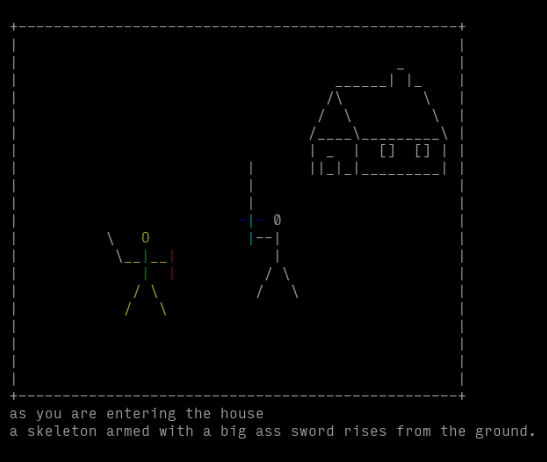 as you are entering the house
a skeleton armed with a big ass sword rises from the ground.